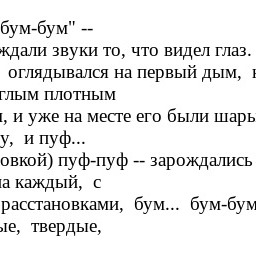 бум-бум" --
ждали звуки то, что видел глаз.
оглядывался на первый дым,
глым плотным
, и уже на месте его были шары
у, и пуф...
овкой) пуф-пуф -- зарождались
на каждый, с
расстановками, бум... бум-бум
ые, твердые,